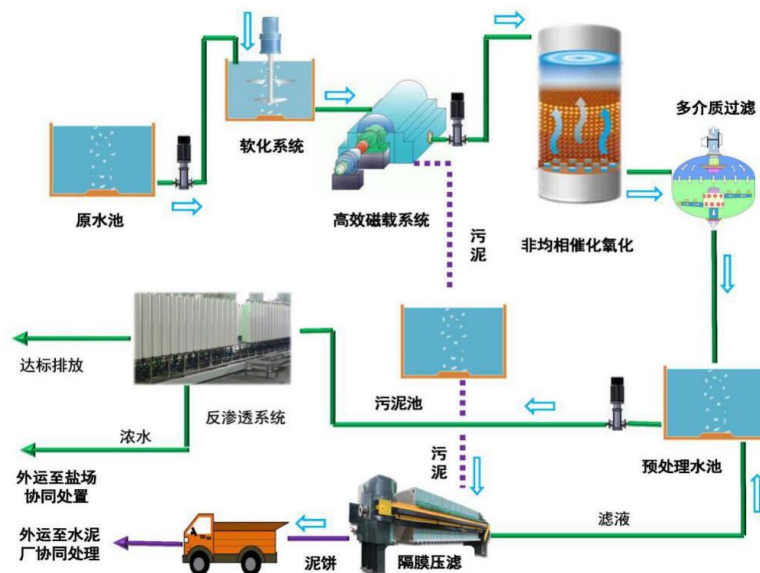 多介质过滤
软化系统
原水池
高效磁载系统
非均相催化氧化
污
泥
达标排放
反渗透系统
污泥池
浓水
污
泥
预处理水池
外运至盐场
协同处置
滤液
外运至水泥
厂协同处理
泥饼
隔膜压滤